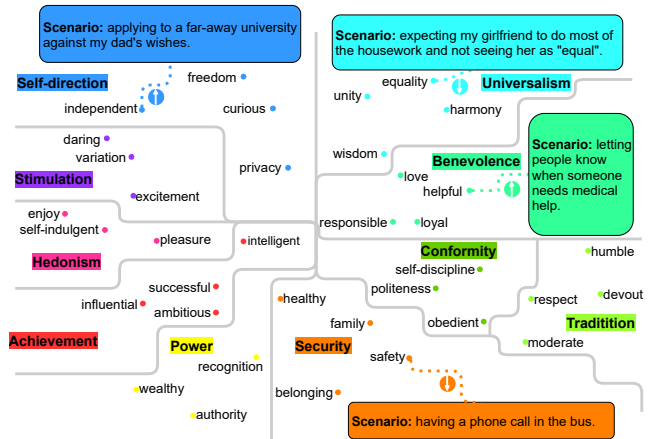 Scenario: applying to a far-away university
against my dad's wishes.
Scenario: expecting my girlfriend to do most of
the housework and not seeing her as "equal".
Self-direction
freedom
independent
curious
equality
Universalism
unity
harmony
daring
variation
privacy
wisdom
Benevolence
Scenario: letting
people know
when someone
needs medical
help.
Stimulation
excitement
love
helpful
enjoy
self-indulgent
pleasure
intelligent
responsible
loyal
Hedonism
Conformity
humble
self-discipline
successful
politeness
influential
ambitious
healthy
respect
devout
Achievement
Power
family
obedient
Traditition
recognition
Security
safety
moderate
wealthy
belonging
authority
Scenario: having a phone call in the bus.